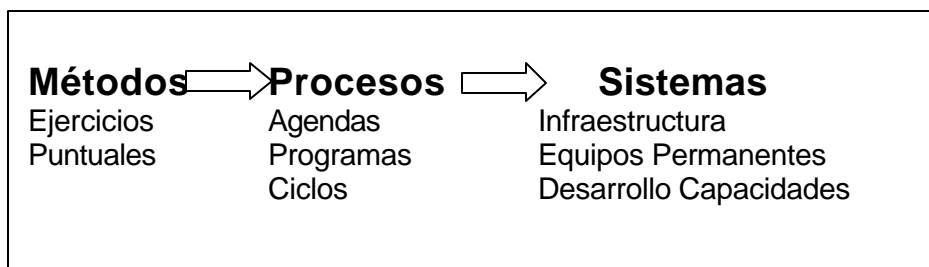 Métodos Procesos Sistemas
Ejercicios Agendas Infraestructura
Puntuales Programas Equipos Permanentes
Ciclos Desarrollo Capacidades